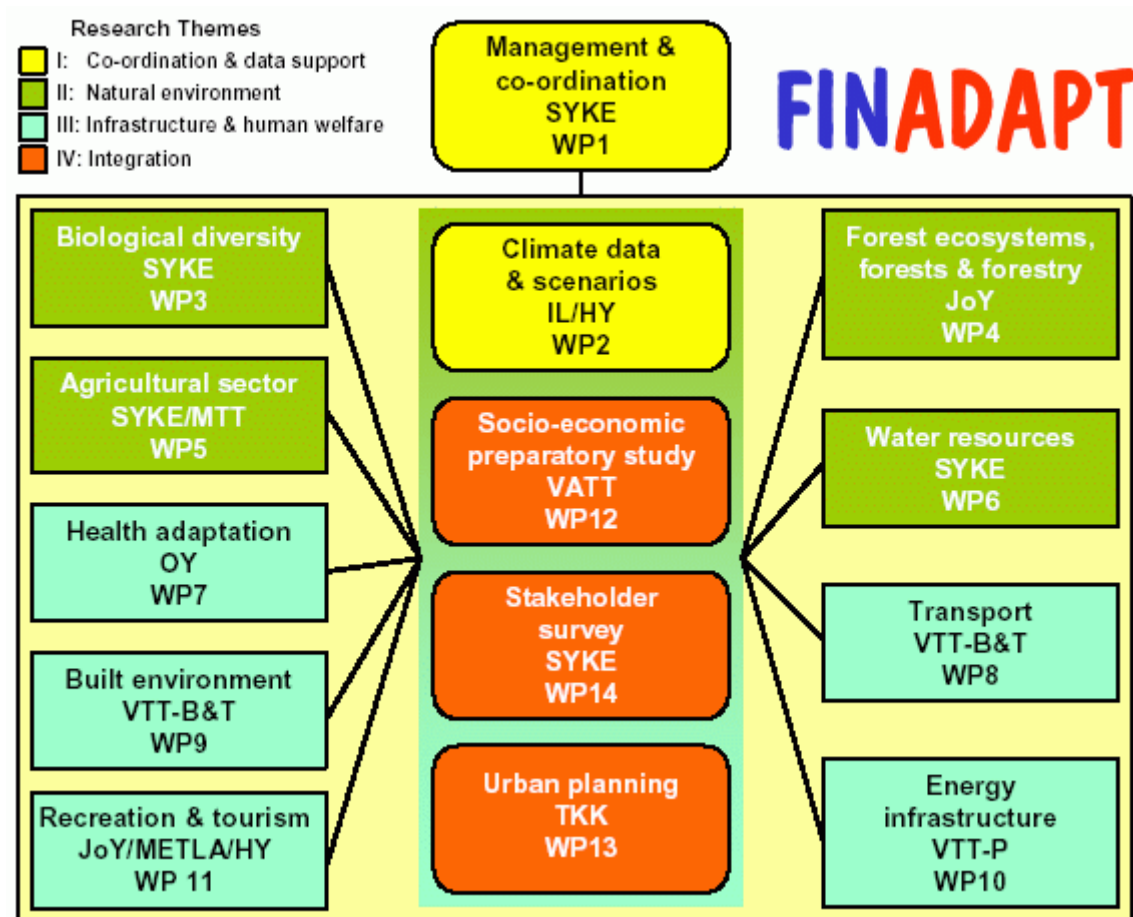 Research Themes
I: Co-ordination & data support
II: Natural environment
III: Infrastructure & human welfare
IV: Integration
Management &
co-ordination
SYKE
WP1
FINADAPT
Biological diversity
SYKE
WP3
Agricultural sector
SYKE/MTT
WP5
Health adaptation
OY
WP7
Built environment
VTT-B&T
WP9
Recreation & tourism
JoY/METLA/HY
WP 11
Climate data
& scenarios
IL/HY
WP2
Socio-economic
preparatory study
VATT
WP12
Stakeholder
survey
SYKE
WP14
Urban planning
TKK
WP13
Forest ecosystems,
forests & forestry
JoY
WP4
Water resources
SYKE
WP6
Transport
VTT-B&T
WP8
Energy
infrastructure
VTT-P
WP10